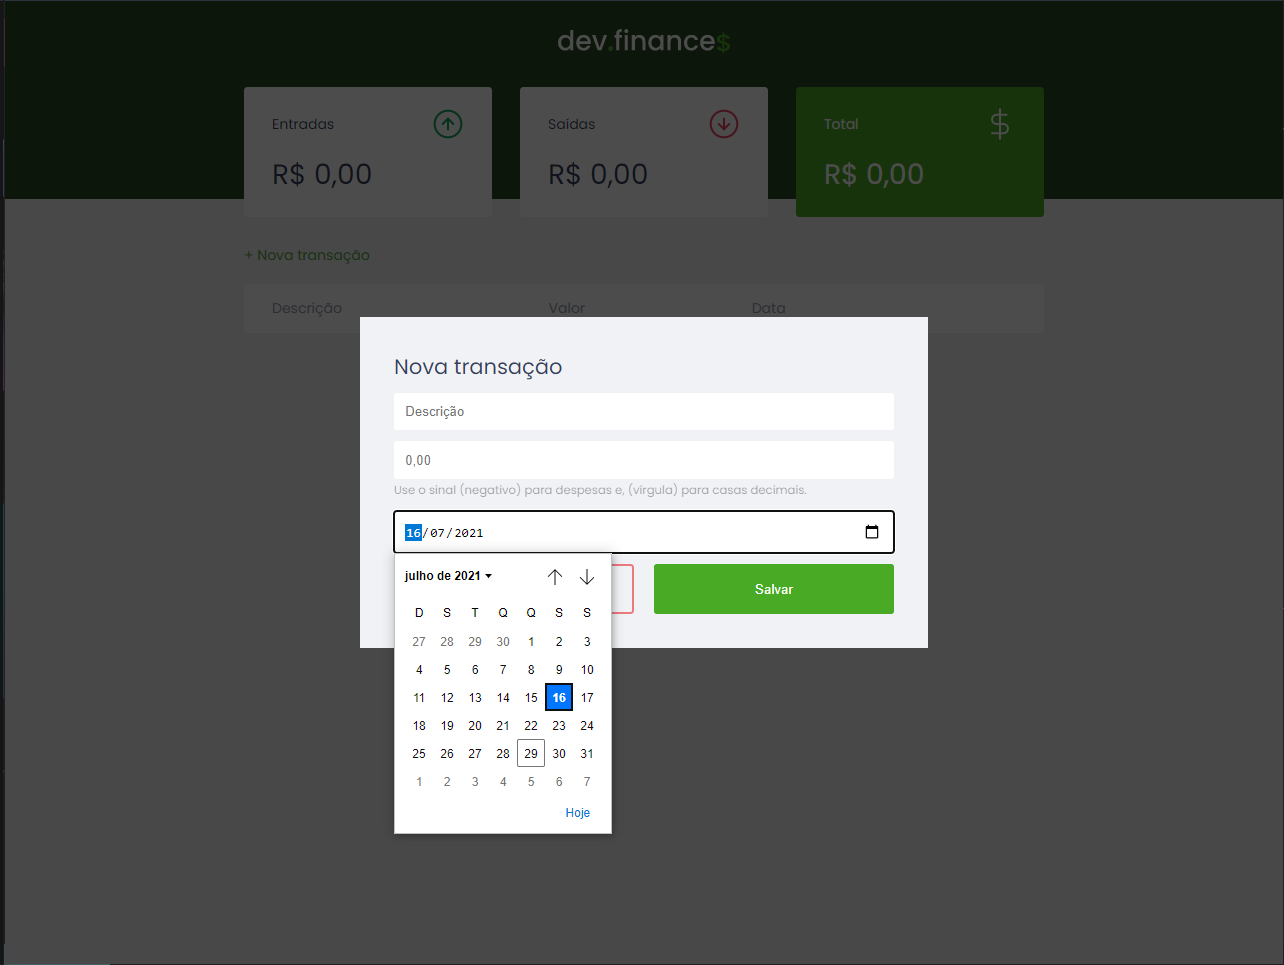 dev.finance$
Entradas
R$ 0,00
Saídas
R$ 0,00
Total
$
R$ 0,00
+ Nova transação
Descrição Valor Data
Nova transação
Descrição
0,00
Use o sinal (negativo) para despesas e, (vírgula) para casas decimais.
16/07/2021
julho de 2021
D S T Q Q S S
27 28 29 30 1 2 3
4 5 6 7 8 9 10
11 12 13 14 15 16 17
18 19 20 21 22 23 24
25 26 27 28 29 30 31
1 2 3 4 5 6 7
Hoje
Salvar